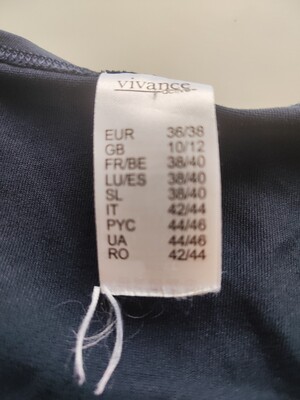 vivance
EUR 36/38
GB 10/12
FR/BE 38/40
LU/ES 38/40
SL 38/40
IT 42/44
PYC 44/46
UA 44/46
RO 42/44